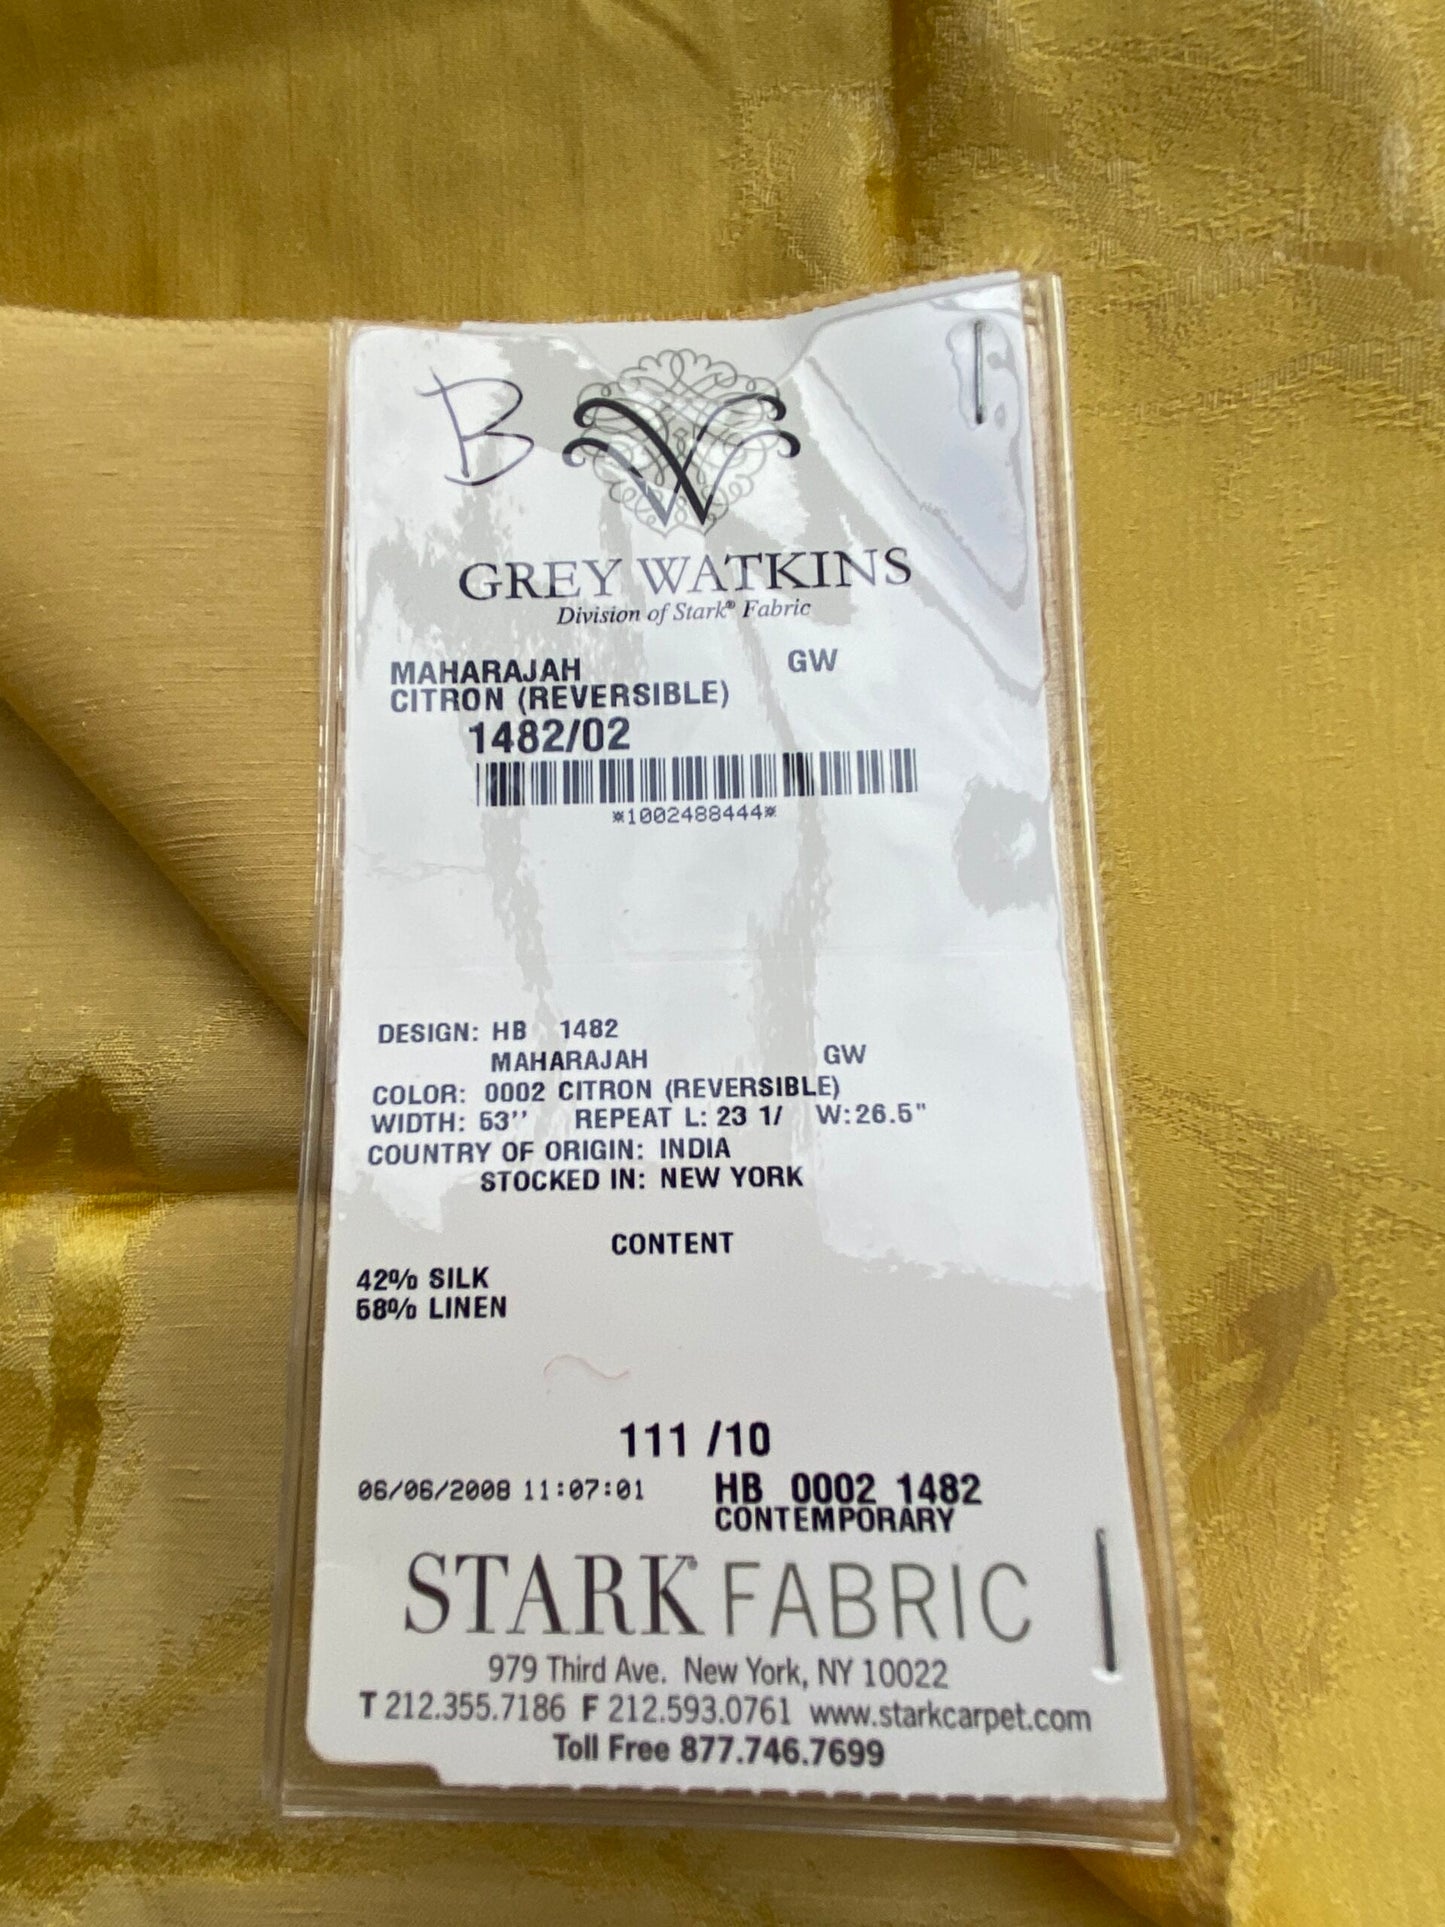 B
GREY WATKINS
Division of Stark® Fabric
MAHARAJAH GW
CITRON (REVERSIBLE)
1482/02
*1002488444*
DESIGN: HB 1482
MAHARAJAH GW
COLOR: 0002 CITRON (REVERSIBLE)
WIDTH: 53'' REPEAT L: 23 1/ W:26.5"
COUNTRY OF ORIGIN: INDIA
STOCKED IN: NEW YORK
CONTENT
42% SILK
58% LINEN
111 /10
06/06/2008 11:07:01 HB 0002 1482
CONTEMPORARY
STARK® FABRIC
979 Third Ave. New York, NY 10022
T 212.355.7186 F 212.593.0761 www.starkcarpet.com
Toll Free 877.746.7699